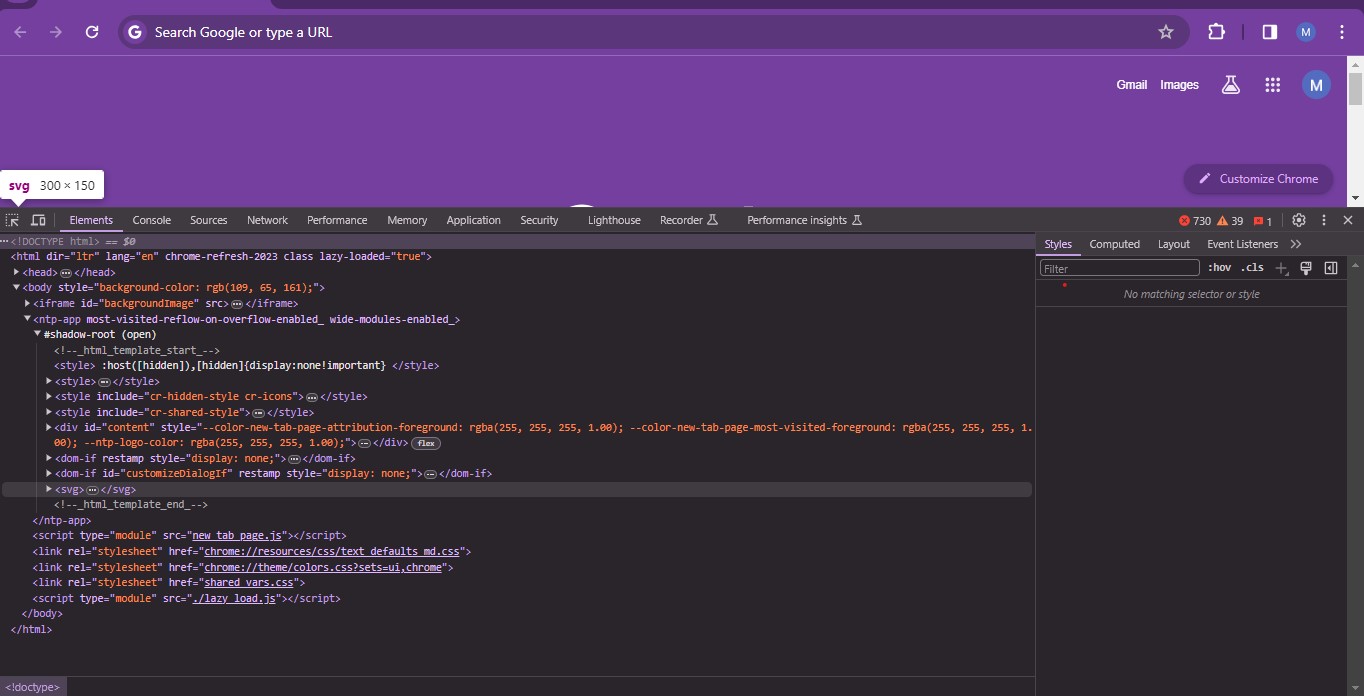 Search Google or type a URL
M
Gmail Images
M
Customize Chrome
svg 300 × 150
Elements Console Sources Network Performance Memory Application Security Lighthouse Recorder Performance insights 730 39 1
<!DOCTYPE html> == $0
<html dir="ltr" lang="en" chrome-refresh-2023 class lazy-loaded="true">
<head> </head>
<body style="background-color: rgb(109, 65, 161);">
<iframe id="backgroundImage" src> </iframe>
<ntp-app most-visited-reflow-on-overflow-enabled_ wide-modules-enabled_>
#shadow-root (open)
<!--_html_template_start_-->
<style> :host([hidden]),[hidden]{display:none!important} </style>
<style> </style>
<style include="cr-hidden-style cr-icons"> </style>
<style include="cr-shared-style"> </style>
<div id="content" style="--color-new-tab-page-attribution-foreground: rgba(255, 255, 255, 1.00); --color-new-tab-page-most-visited-foreground: rgba(255, 255, 255, 1.
00); --ntp-logo-color: rgba(255, 255, 255, 1.00);"> </div> flex
<dom-if restamp style="display: none;"> </dom-if>
<dom-if id="customizeDialogIf" restamp style="display: none;"> </dom-if>
<svg> </svg>
<!--_html_template_end_-->
</ntp-app>
<script type="module" src="new_tab_page.js"></script>
<link rel="stylesheet" href="chrome://resources/css/text_defaults_md.css">
<link rel="stylesheet" href="chrome://theme/colors.css?sets=ui,chrome">
<link rel="stylesheet" href="shared_vars.css">
<script type="module" src="./lazy_load.js"></script>
</body>
</html>
<!doctype>
Styles Computed Layout Event Listeners
Filter :hov .cls
No matching selector or style